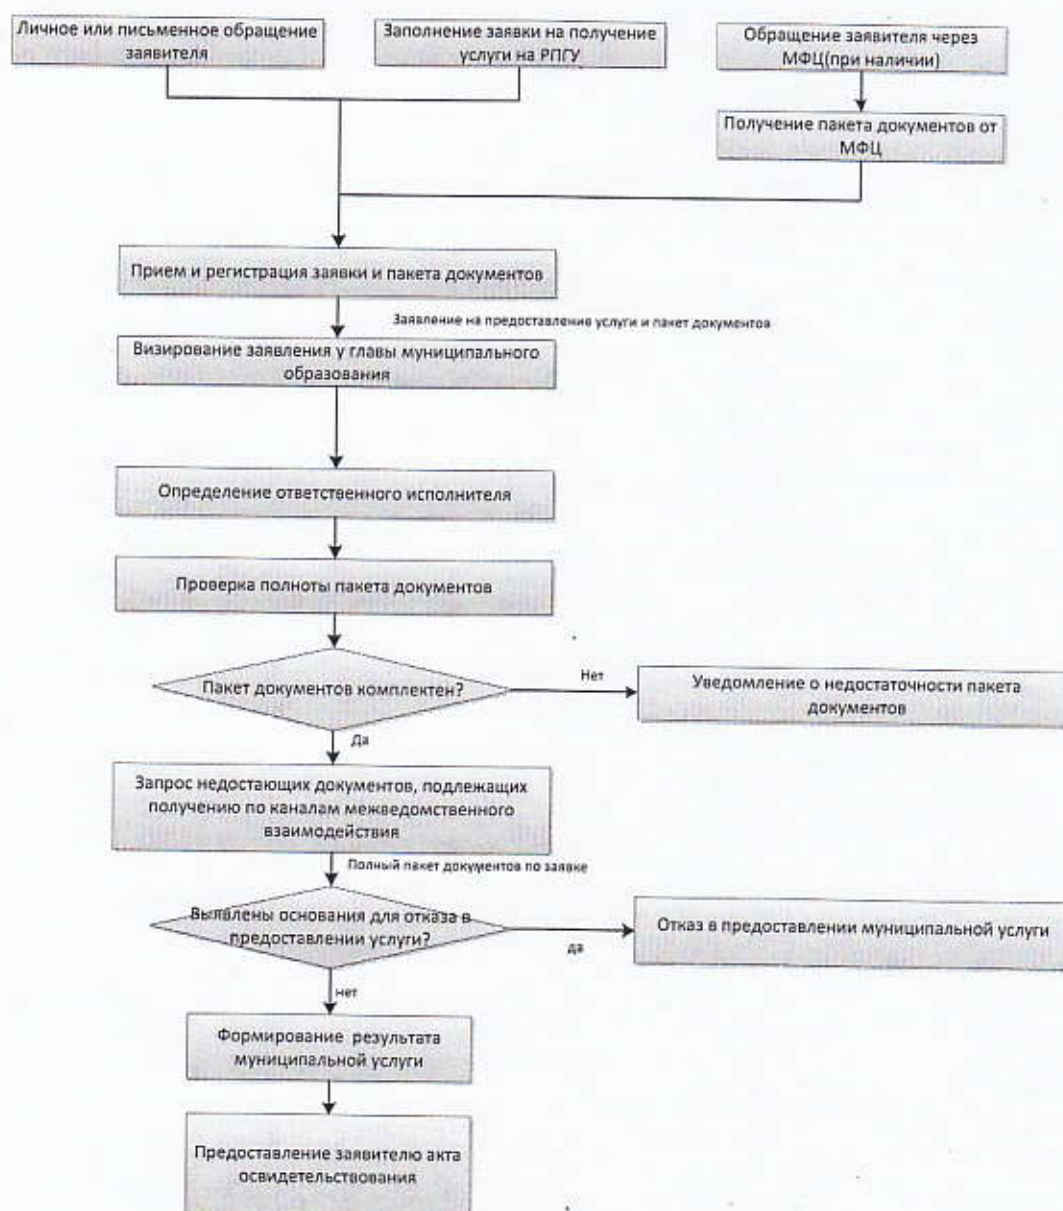 Личное или письменное обращение
заявителя
Заполнение заявки на получение
услуги на РПГУ
Обращение заявителя через
МФЦ(при наличии)
Получение пакета документов от
МФЦ
Прием и регистрация заявки и пакета документов
Заявление на предоставление услуги и пакет документов
Визирование заявления у главы муниципального
образования
Определение ответственного исполнителя
Проверка полноты пакета документов
Пакет документов комплектен?
Нет
Уведомление о недостаточности пакета
документов
Да
Запрос недостающих документов, подлежащих
получению по каналам межведомственного
взаимодействия
Полный пакет документов по заявке
Выявлены основания для отказа в
предоставлении услуги?
да
Отказ в предоставлении муниципальной услуги
нет
Формирование результата
муниципальной услуги
Предоставление заявителю акта
освидетельствования